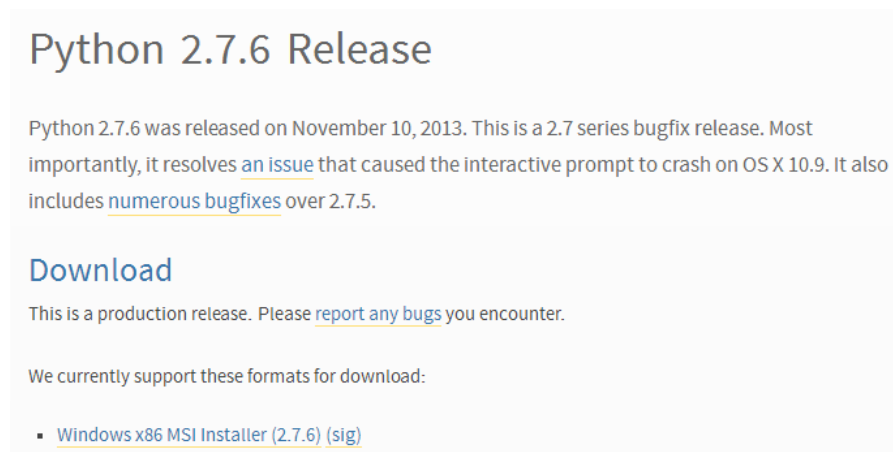 Python 2.7.6 Release
Python 2.7.6 was released on November 10, 2013. This is a 2.7 series bugfix release. Most
importantly, it resolves an issue that caused the interactive prompt to crash on OS X 10.9. It also
includes numerous bugfixes over 2.7.5.
Download
This is a production release. Please report any bugs you encounter.
We currently support these formats for download:
▪ Windows x86 MSI Installer (2.7.6) (sig)